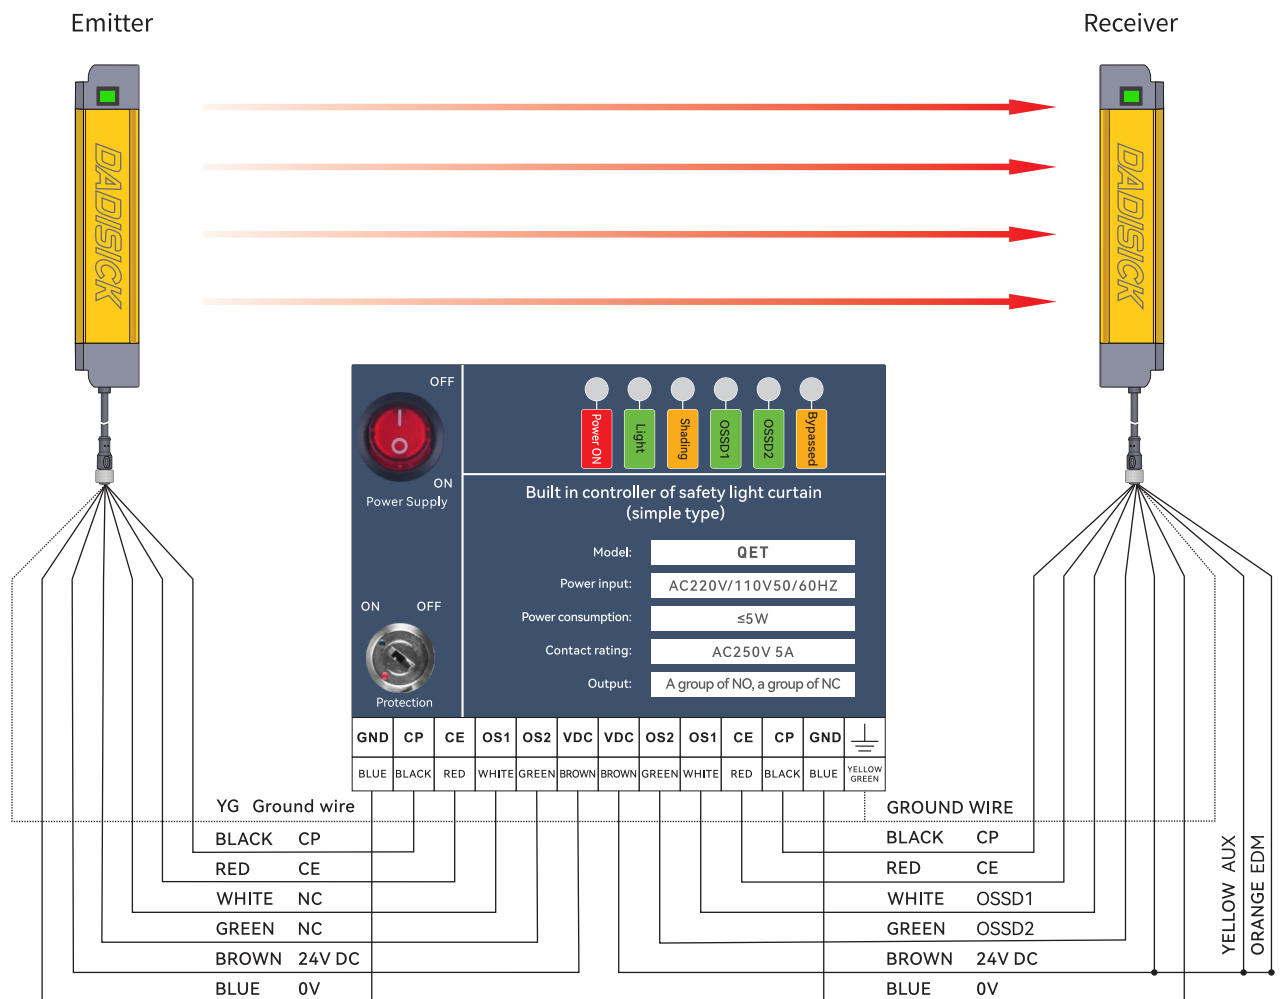 Emitter
Receiver
DADISICK
DADISICK
OFF
I
O
ON
Power Supply
ON OFF
Protection
Power ON
Light
Shading
OSSD1
OSSD2
Bypassed
Built in controller of safety light curtain
(simple type)
Model: QET
Power input: AC220V/110V50/60HZ
Power consumption: ≤5W
Contact rating: AC250V 5A
Output: A group of NO, a group of NC
GND CP CE OS1 OS2 VDC VDC OS2 OS1 CE CP GND
BLUE BLACK RED WHITE GREEN BROWN BROWN GREEN WHITE RED BLACK BLUE YELLOW GREEN
YG Ground wire
BLACK CP
RED CE
WHITE NC
GREEN NC
BROWN 24V DC
BLUE 0V
GROUND WIRE
BLACK CP
RED CE
WHITE OSSD1
GREEN OSSD2
BROWN 24V DC
BLUE 0V
YELLOW AUX
ORANGE EDM